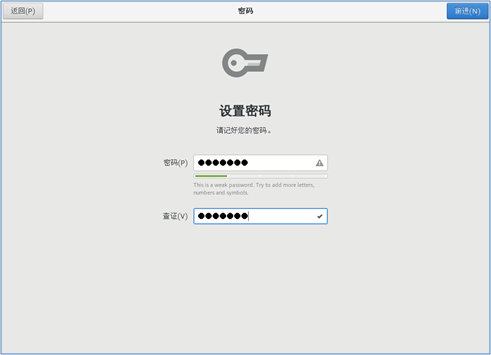 返回(P)
密码
前进(N)
设置密码
请记好您的密码。
密码(P)
This is a weak password. Try to add more letters,
numbers and symbols.
查证(V)